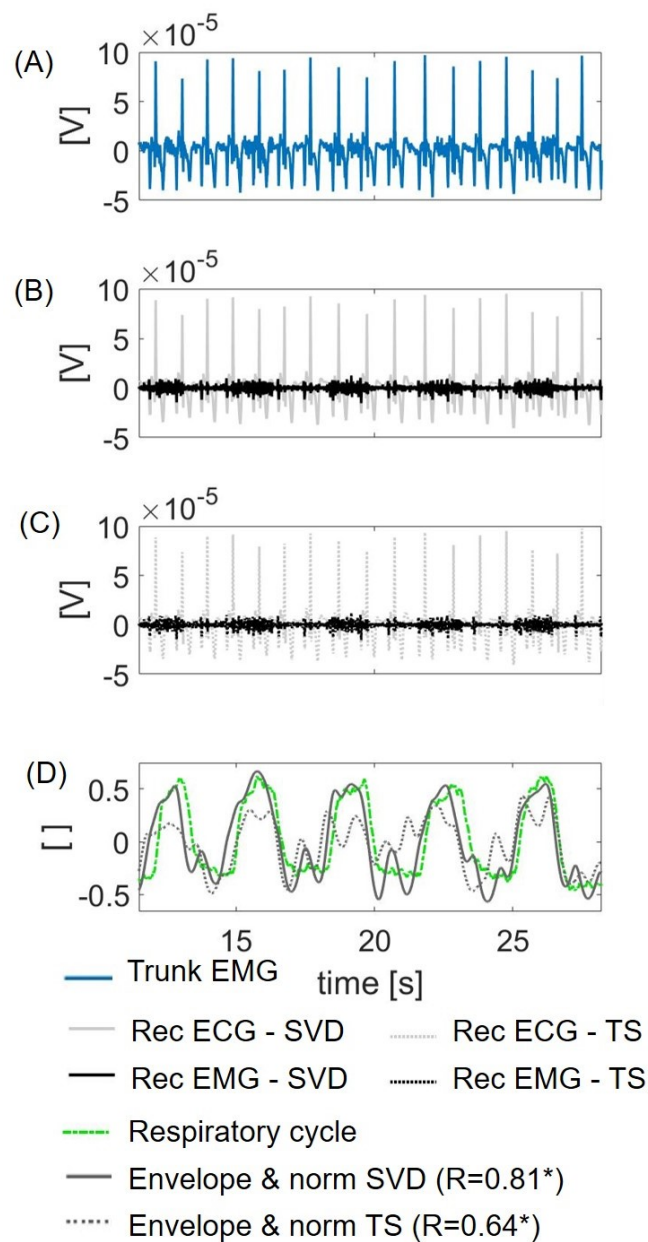 × 10⁻⁵
(A)
10
5
0
-5
[V]
× 10⁻⁵
(B)
10
5
0
-5
[V]
× 10⁻⁵
(C)
10
5
0
-5
[V]
(D)
0.5
0
-0.5
[ ]
15 20 25
time [s]
Trunk EMG
Rec ECG - SVD Rec ECG - TS
Rec EMG - SVD Rec EMG - TS
Respiratory cycle
Envelope & norm SVD (R=0.81*)
Envelope & norm TS (R=0.64*)